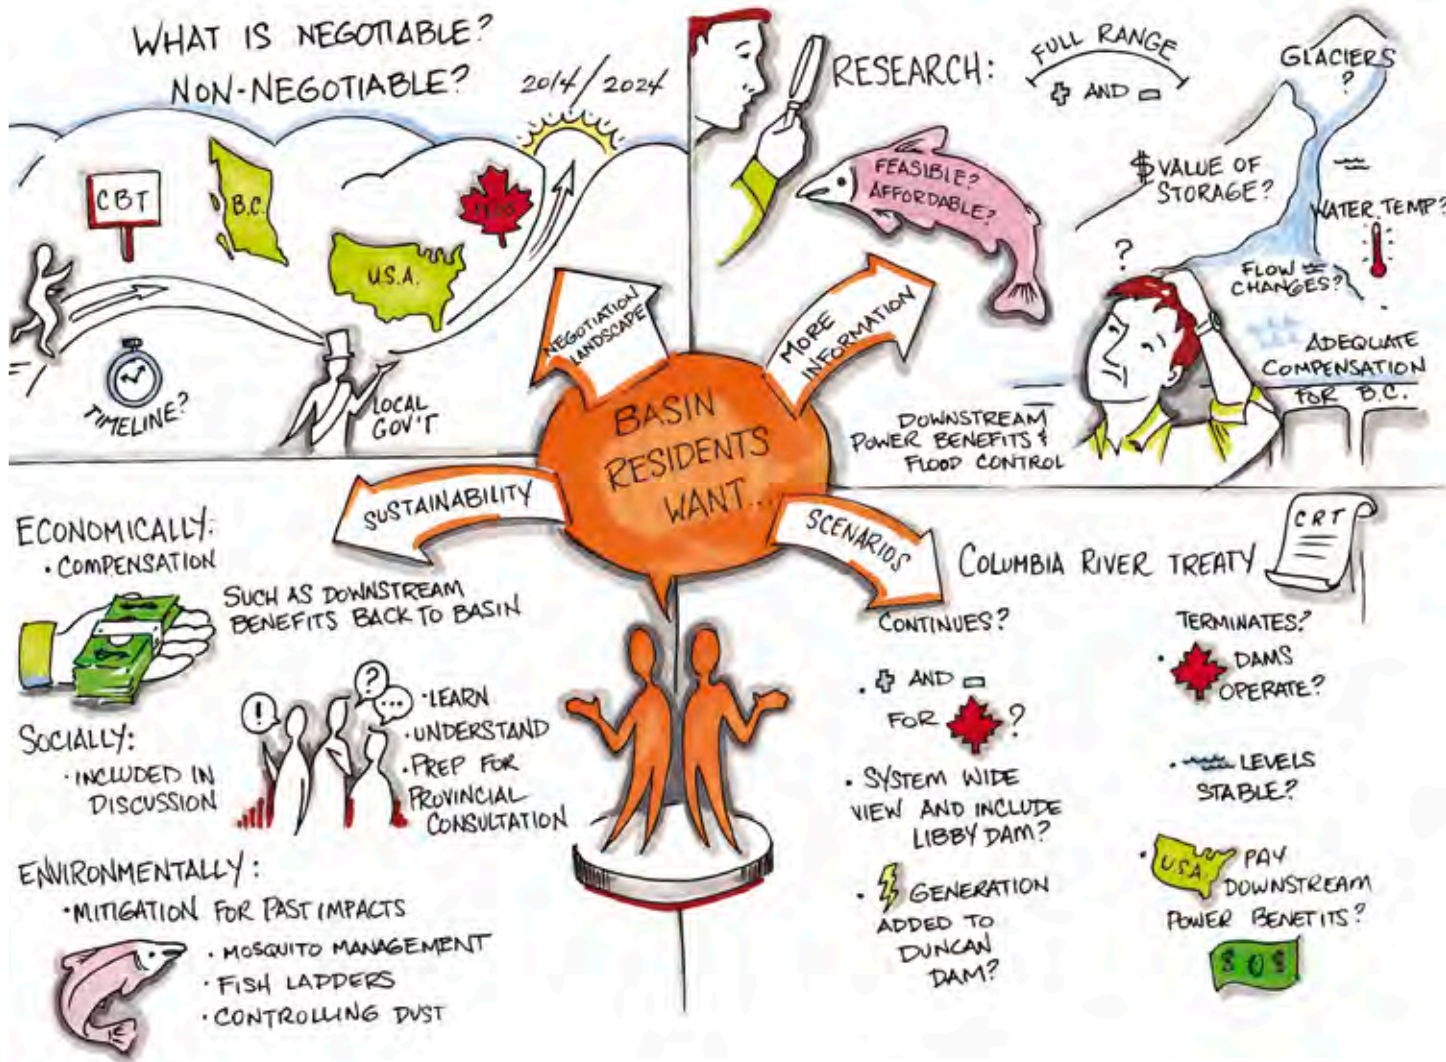 WHAT IS NEGOTIABLE?
NON-NEGOTIABLE?
2014/2024
CBT
B.C.
U.S.A.
TIMELINE?
LOCAL
GOV'T
NEGOTIATION
LANDSCAPE
RESEARCH:
FULL RANGE
+ AND -
GLACIERS
?
FEASIBLE?
AFFORDABLE?
$ VALUE OF
STORAGE?
WATER TEMP?
FLOW
CHANGES?
?
MORE
INFORMATION
ADEQUATE
COMPENSATION
FOR B.C.
DOWNSTREAM
POWER BENEFITS &
FLOOD CONTROL
BASIN
RESIDENTS
WANT...
SUSTAINABILITY
ECONOMICALLY:
• COMPENSATION
SUCH AS DOWNSTREAM
BENEFITS BACK TO BASIN
SOCIALLY:
• INCLUDED IN
DISCUSSION
!
?
...
• LEARN
• UNDERSTAND
• PREP FOR
PROVINCIAL
CONSULTATION
ENVIRONMENTALLY:
• MITIGATION FOR PAST IMPACTS
• MOSQUITO MANAGEMENT
• FISH LADDERS
• CONTROLLING DUST
SCENARIOS
COLUMBIA RIVER TREATY
CRT
CONTINUES?
• + AND -
FOR ?
• SYSTEM WIDE
VIEW AND INCLUDE
LIBBY DAM?
• GENERATION
ADDED TO
DUNCAN
DAM?
TERMINATES?
• DAMS
OPERATE?
• LEVELS
STABLE?
• U.S.A. PAY
DOWNSTREAM
POWER BENEFITS?
$ 0 $